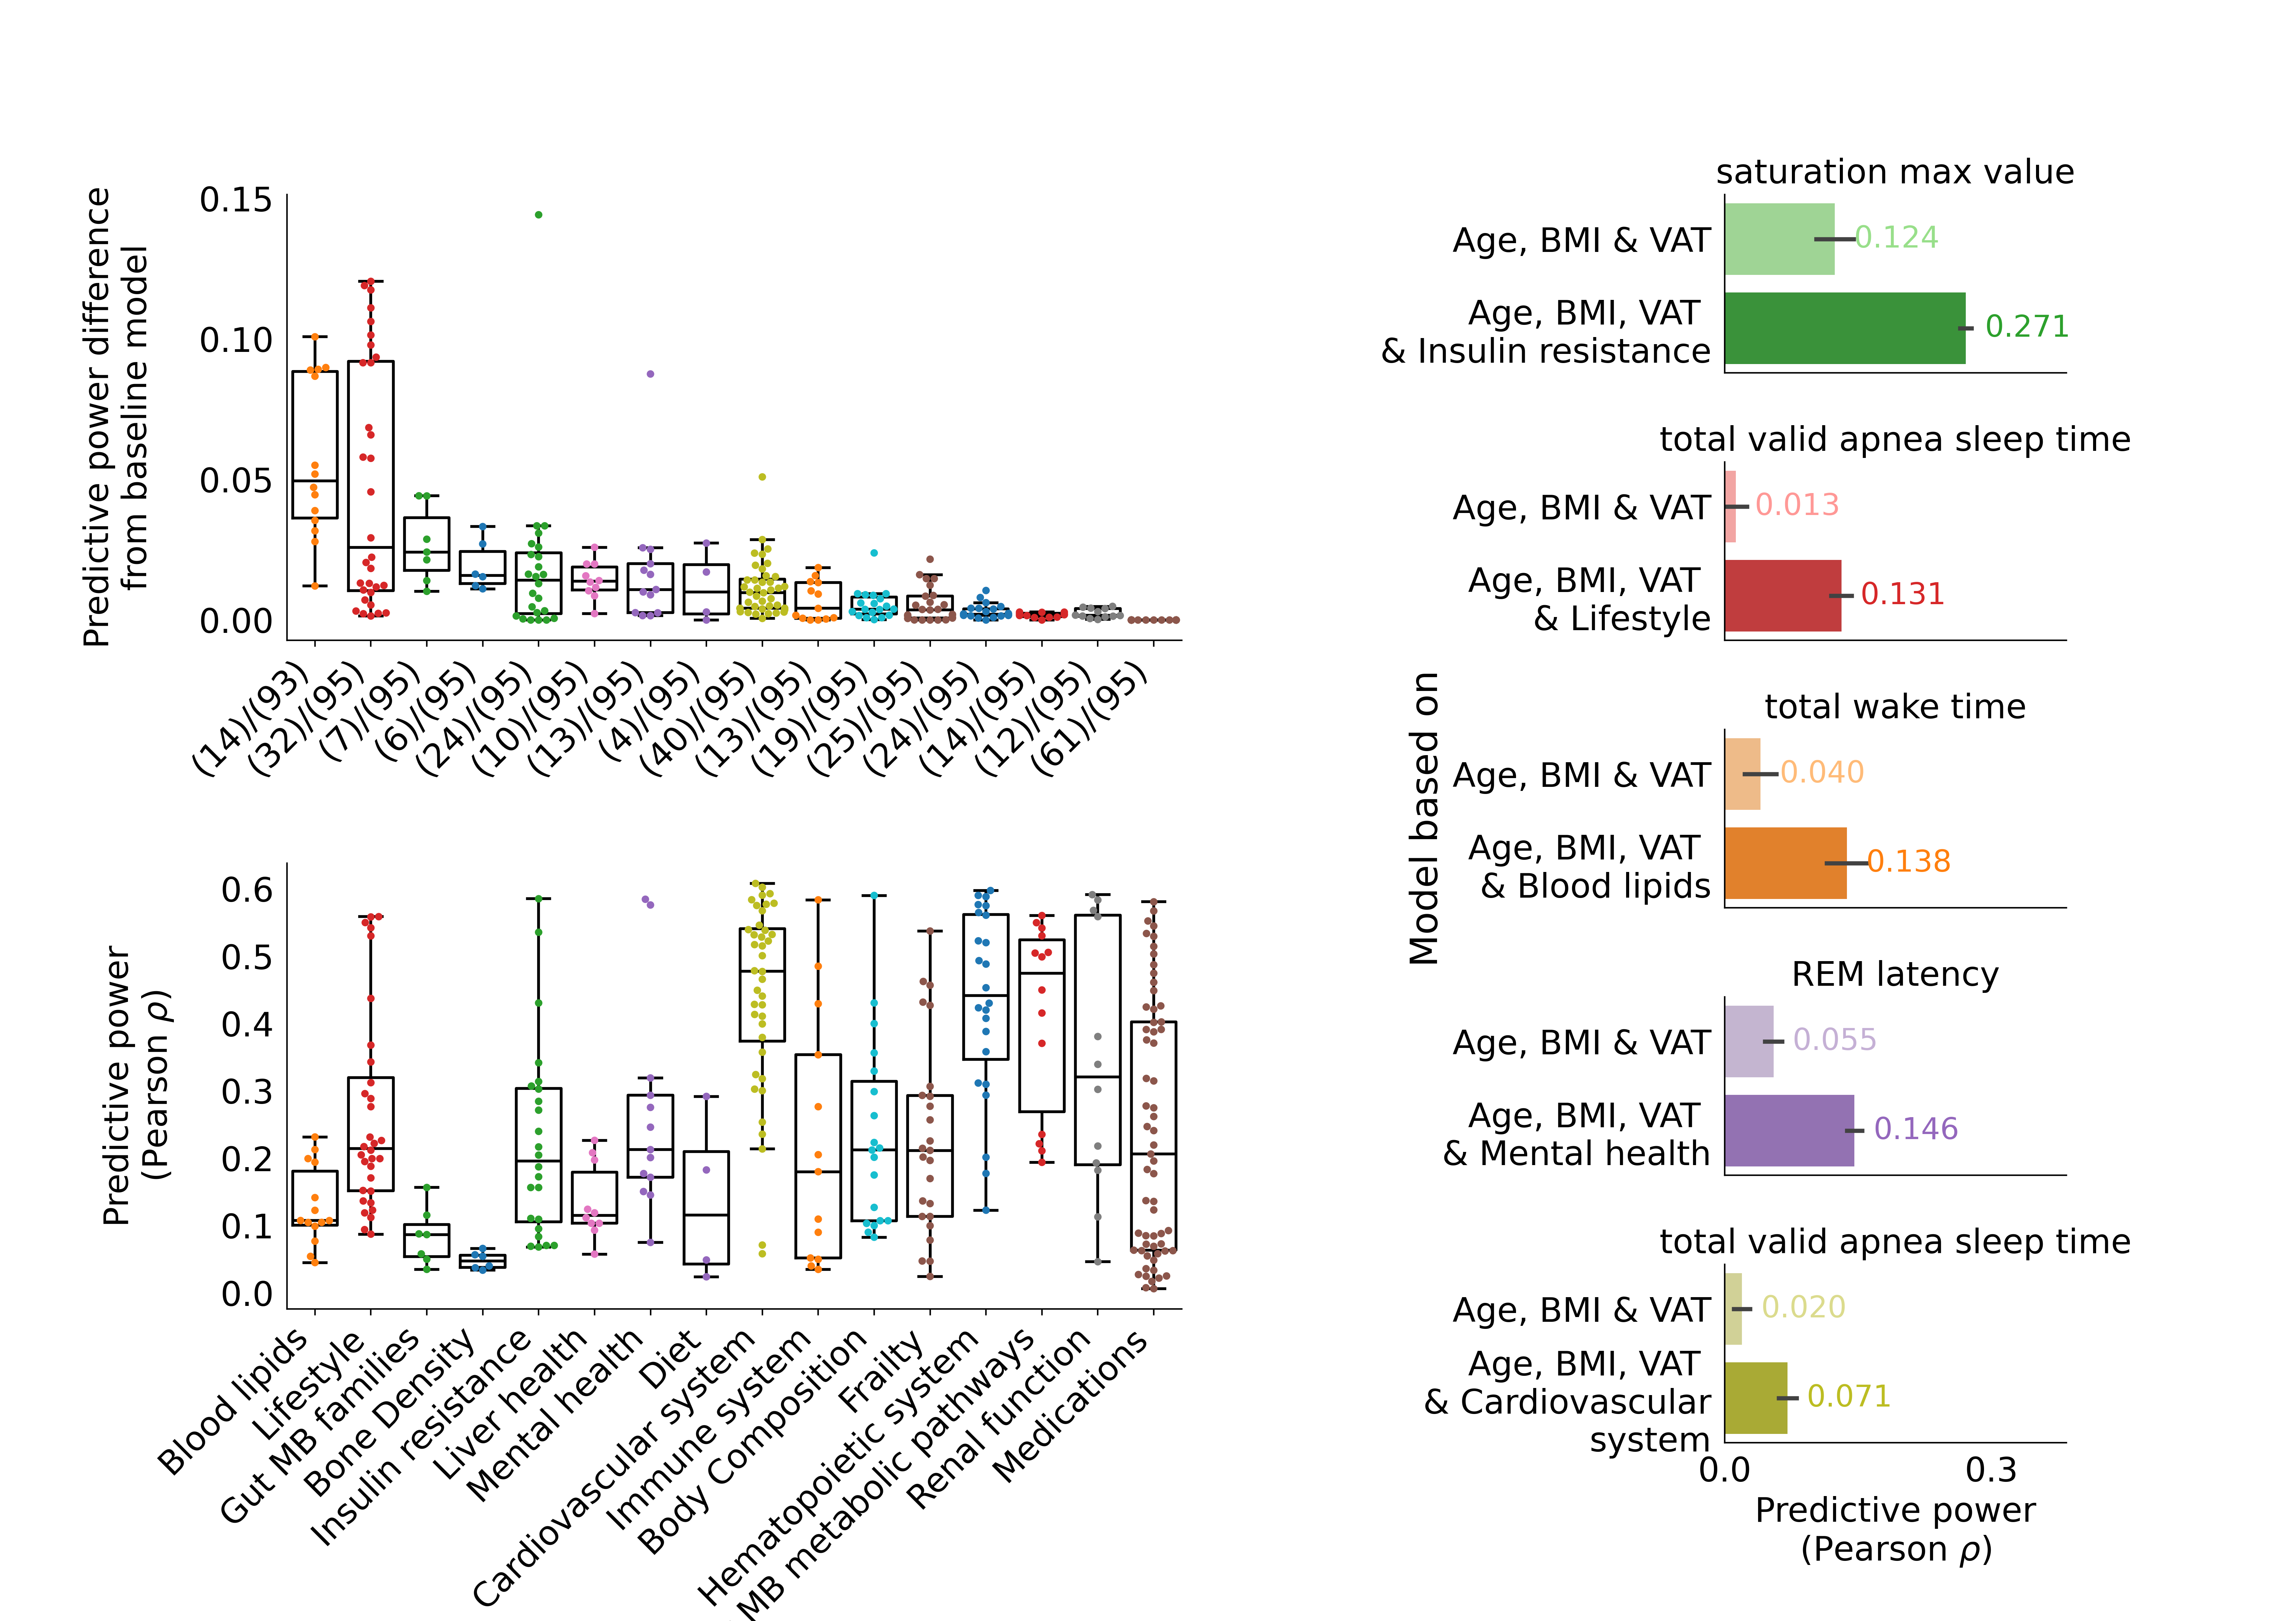 Predictive power difference
from baseline model
0.15
0.10
0.05
0.00
(14)/(93)
(32)/(95)
(7)/(95)
(6)/(95)
(24)/(95)
(10)/(95)
(13)/(95)
(4)/(95)
(40)/(95)
(13)/(95)
(19)/(95)
(25)/(95)
(24)/(95)
(14)/(95)
(12)/(95)
(61)/(95)
Predictive power
(Pearson ρ)
0.6
0.5
0.4
0.3
0.2
0.1
0.0
Blood lipids
Lifestyle
Gut MB families
Bone Density
Insulin resistance
Liver health
Mental health
Diet
Cardiovascular system
Immune system
Body Composition
Frailty
Hematopoietic system
MB metabolic pathways
Renal function
Medications
Model based on
saturation max value
Age, BMI & VAT
0.124
Age, BMI, VAT
& Insulin resistance
0.271
total valid apnea sleep time
Age, BMI & VAT
0.013
Age, BMI, VAT
& Lifestyle
0.131
total wake time
Age, BMI & VAT
0.040
Age, BMI, VAT
& Blood lipids
0.138
REM latency
Age, BMI & VAT
0.055
Age, BMI, VAT
& Mental health
0.146
total valid apnea sleep time
Age, BMI & VAT
0.020
Age, BMI, VAT
& Cardiovascular
system
0.071
0.0
0.3
Predictive power
(Pearson ρ)